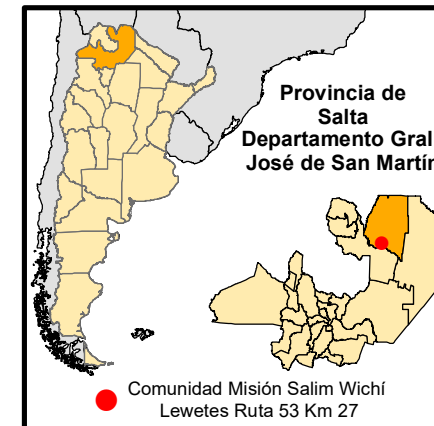 Provincia de
Salta
Departamento Gral.
José de San Martín
Comunidad Misión Salim Wichí
Lewetes Ruta 53 Km 27